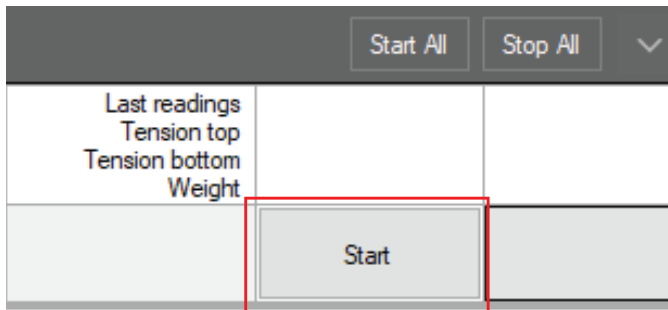 Start All Stop All
Last readings
Tension top
Tension bottom
Weight
Start